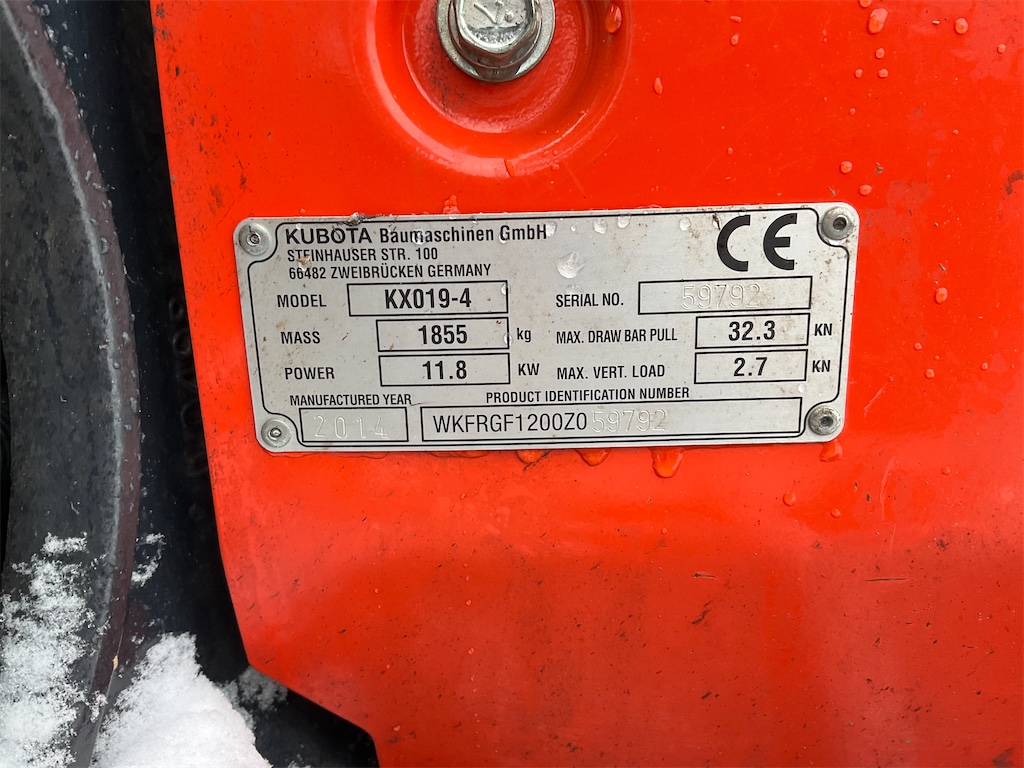 KUBOTA Baumaschinen GmbH
STEINHAUSER STR. 100
66482 ZWEIBRÜCKEN GERMANY
CE
MODEL KX019-4 SERIAL NO. 59792
MASS 1855 kg MAX. DRAW BAR PULL 32.3 KN
POWER 11.8 KW MAX. VERT. LOAD 2.7 KN
MANUFACTURED YEAR PRODUCT IDENTIFICATION NUMBER
2014 WKFRGF1200Z059792